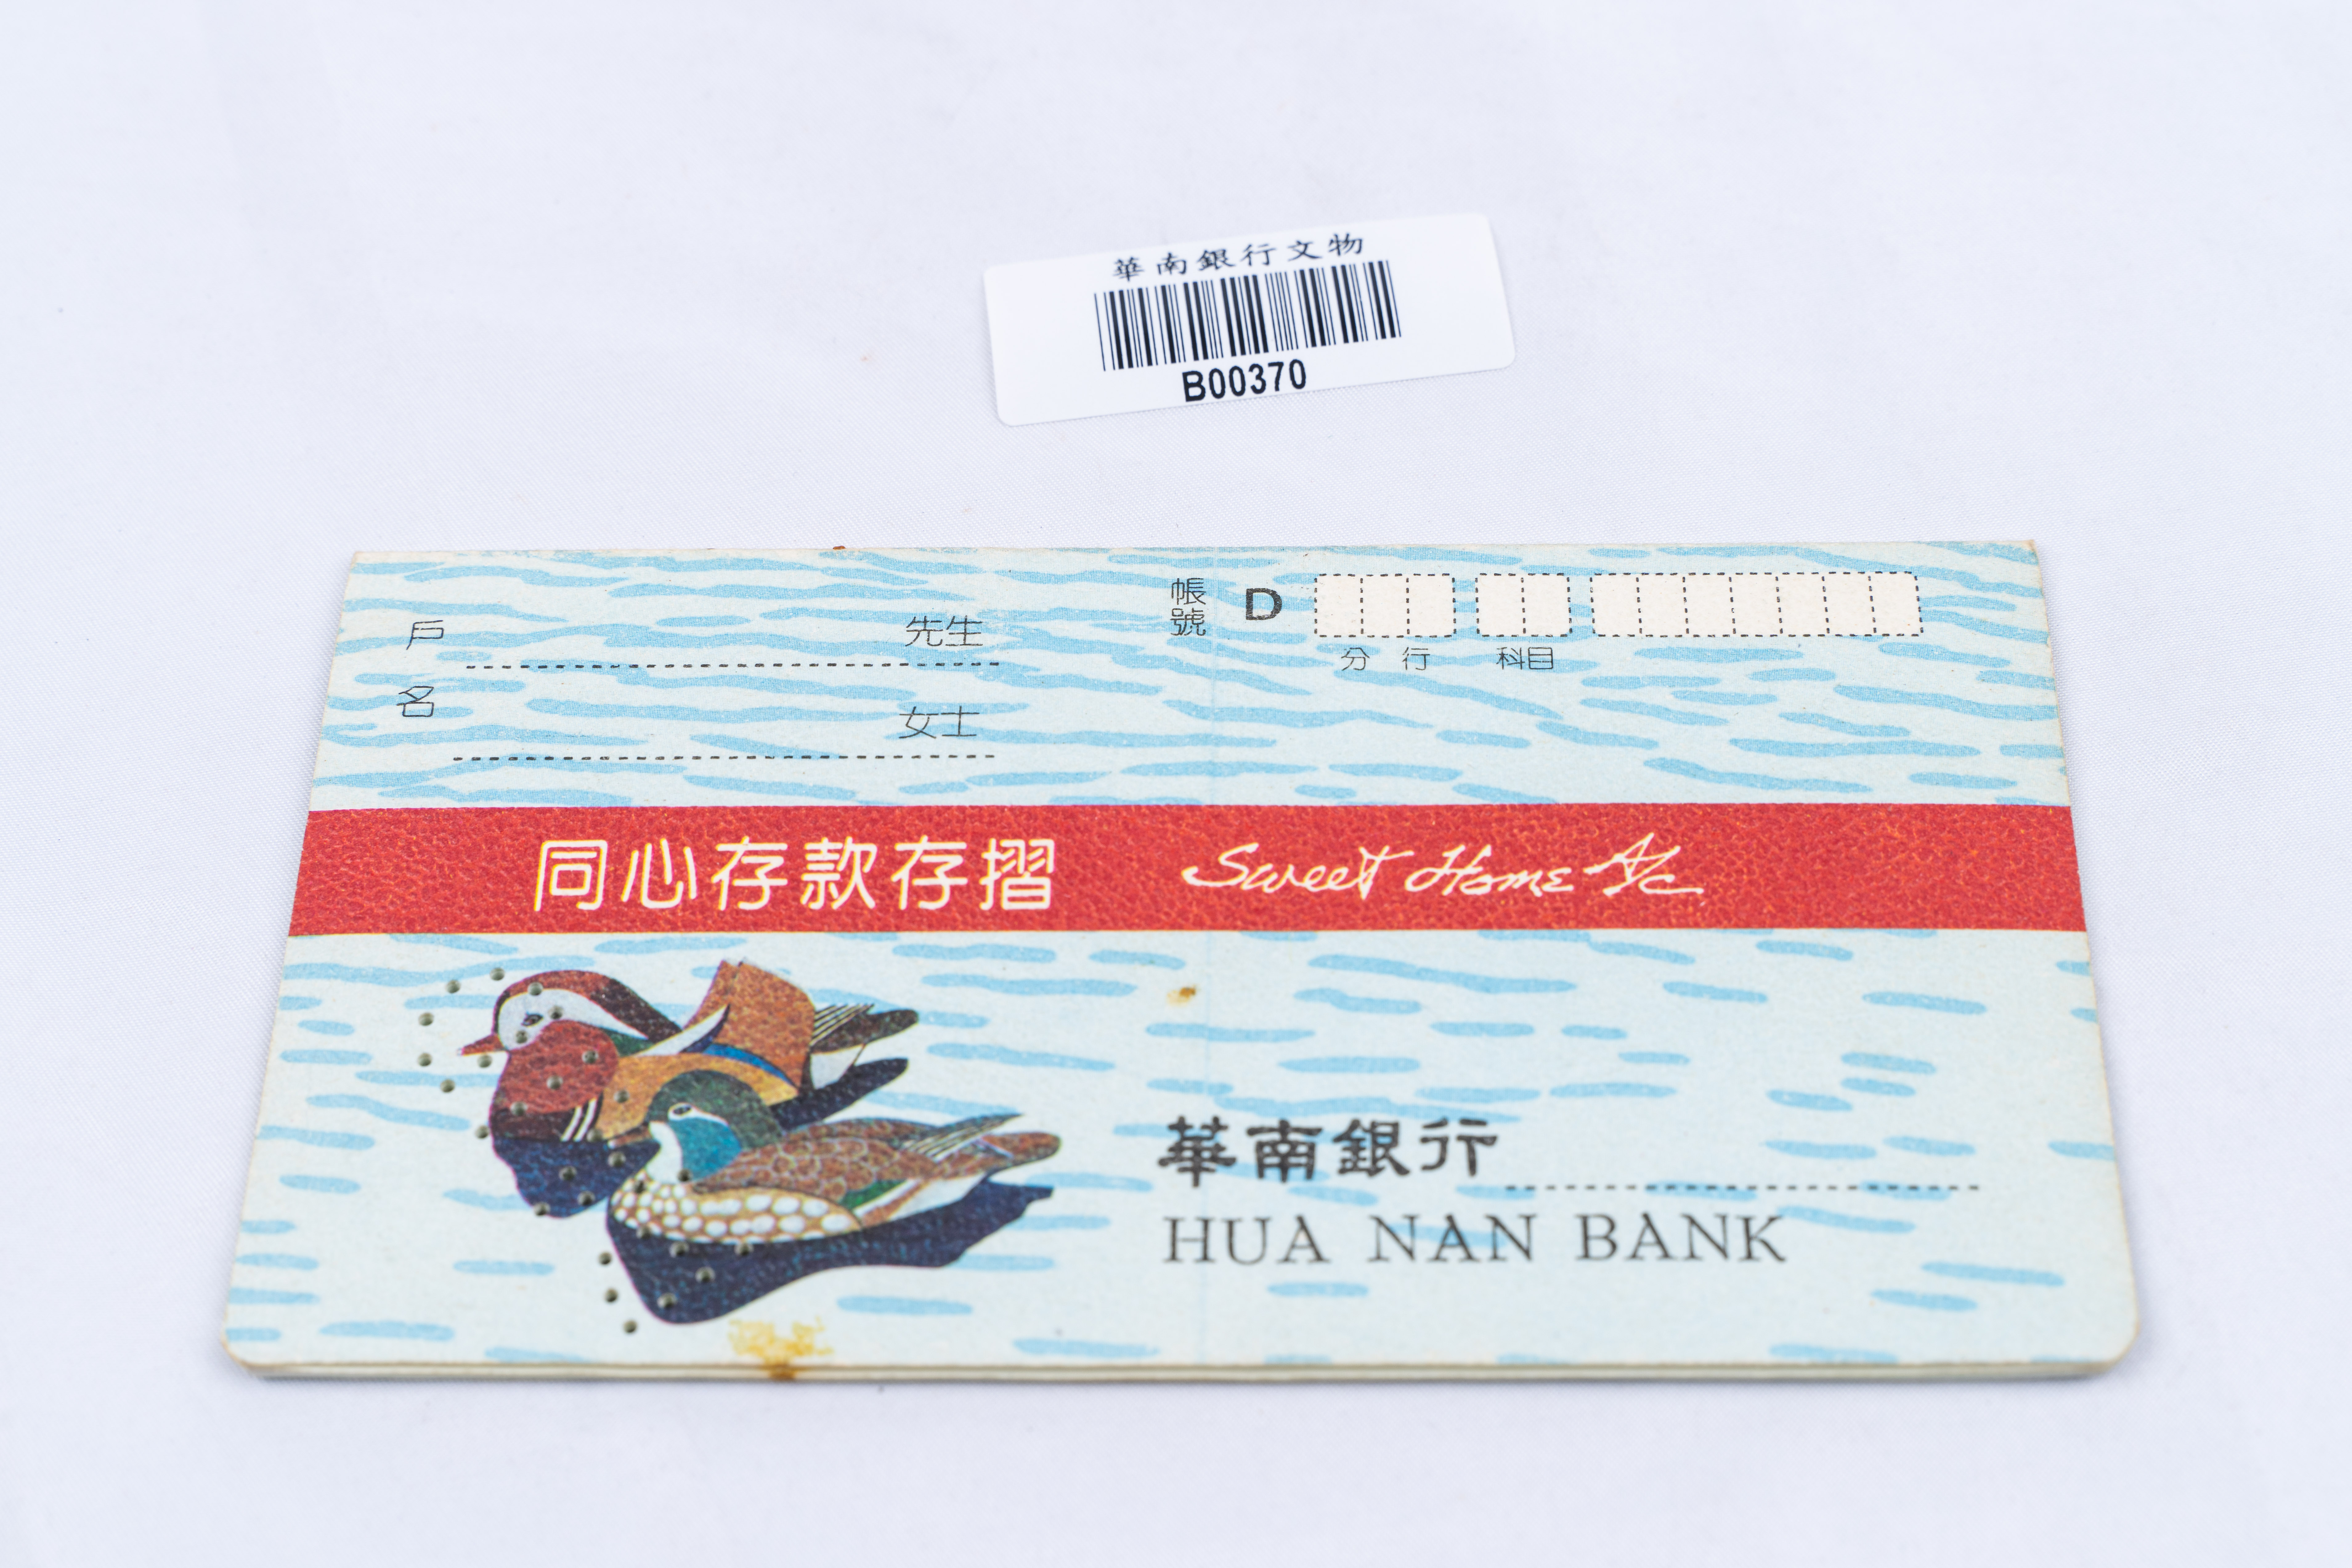 華南銀行文物
B00370
戶名
先生
女士
帳號 D
分行 科目
同心存款存摺 Sweet Home A/c
華南銀行
HUA NAN BANK